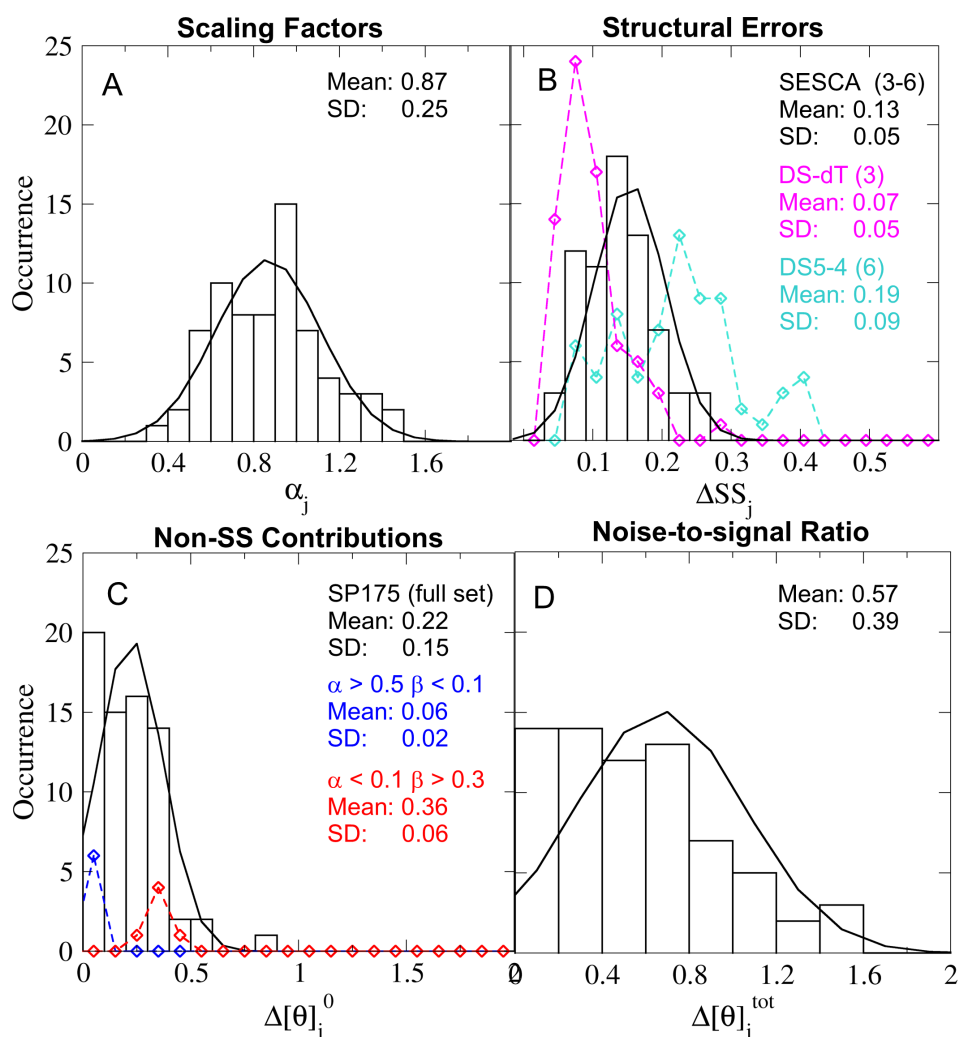 Scaling Factors
Structural Errors
A
Mean: 0.87
SD: 0.25
B
SESCA (3-6)
Mean: 0.13
SD: 0.05
DS-dT (3)
Mean: 0.07
SD: 0.05
DS5-4 (6)
Mean: 0.19
SD: 0.09
25
20
15
10
5
0
Occurrence
0 0.4 0.8 1.2 1.6
0.1 0.2 0.3 0.4 0.5
α_j
ΔSS_j
Non-SS Contributions
Noise-to-signal Ratio
C
SP175 (full set)
Mean: 0.22
SD: 0.15
α > 0.5 β < 0.1
Mean: 0.06
SD: 0.02
α < 0.1 β > 0.3
Mean: 0.36
SD: 0.06
D
Mean: 0.57
SD: 0.39
25
20
15
10
5
0
Occurrence
0 0.5 1 1.5
0 0.4 0.8 1.2 1.6 2
Δ[θ]_j^0
Δ[θ]_j^tot